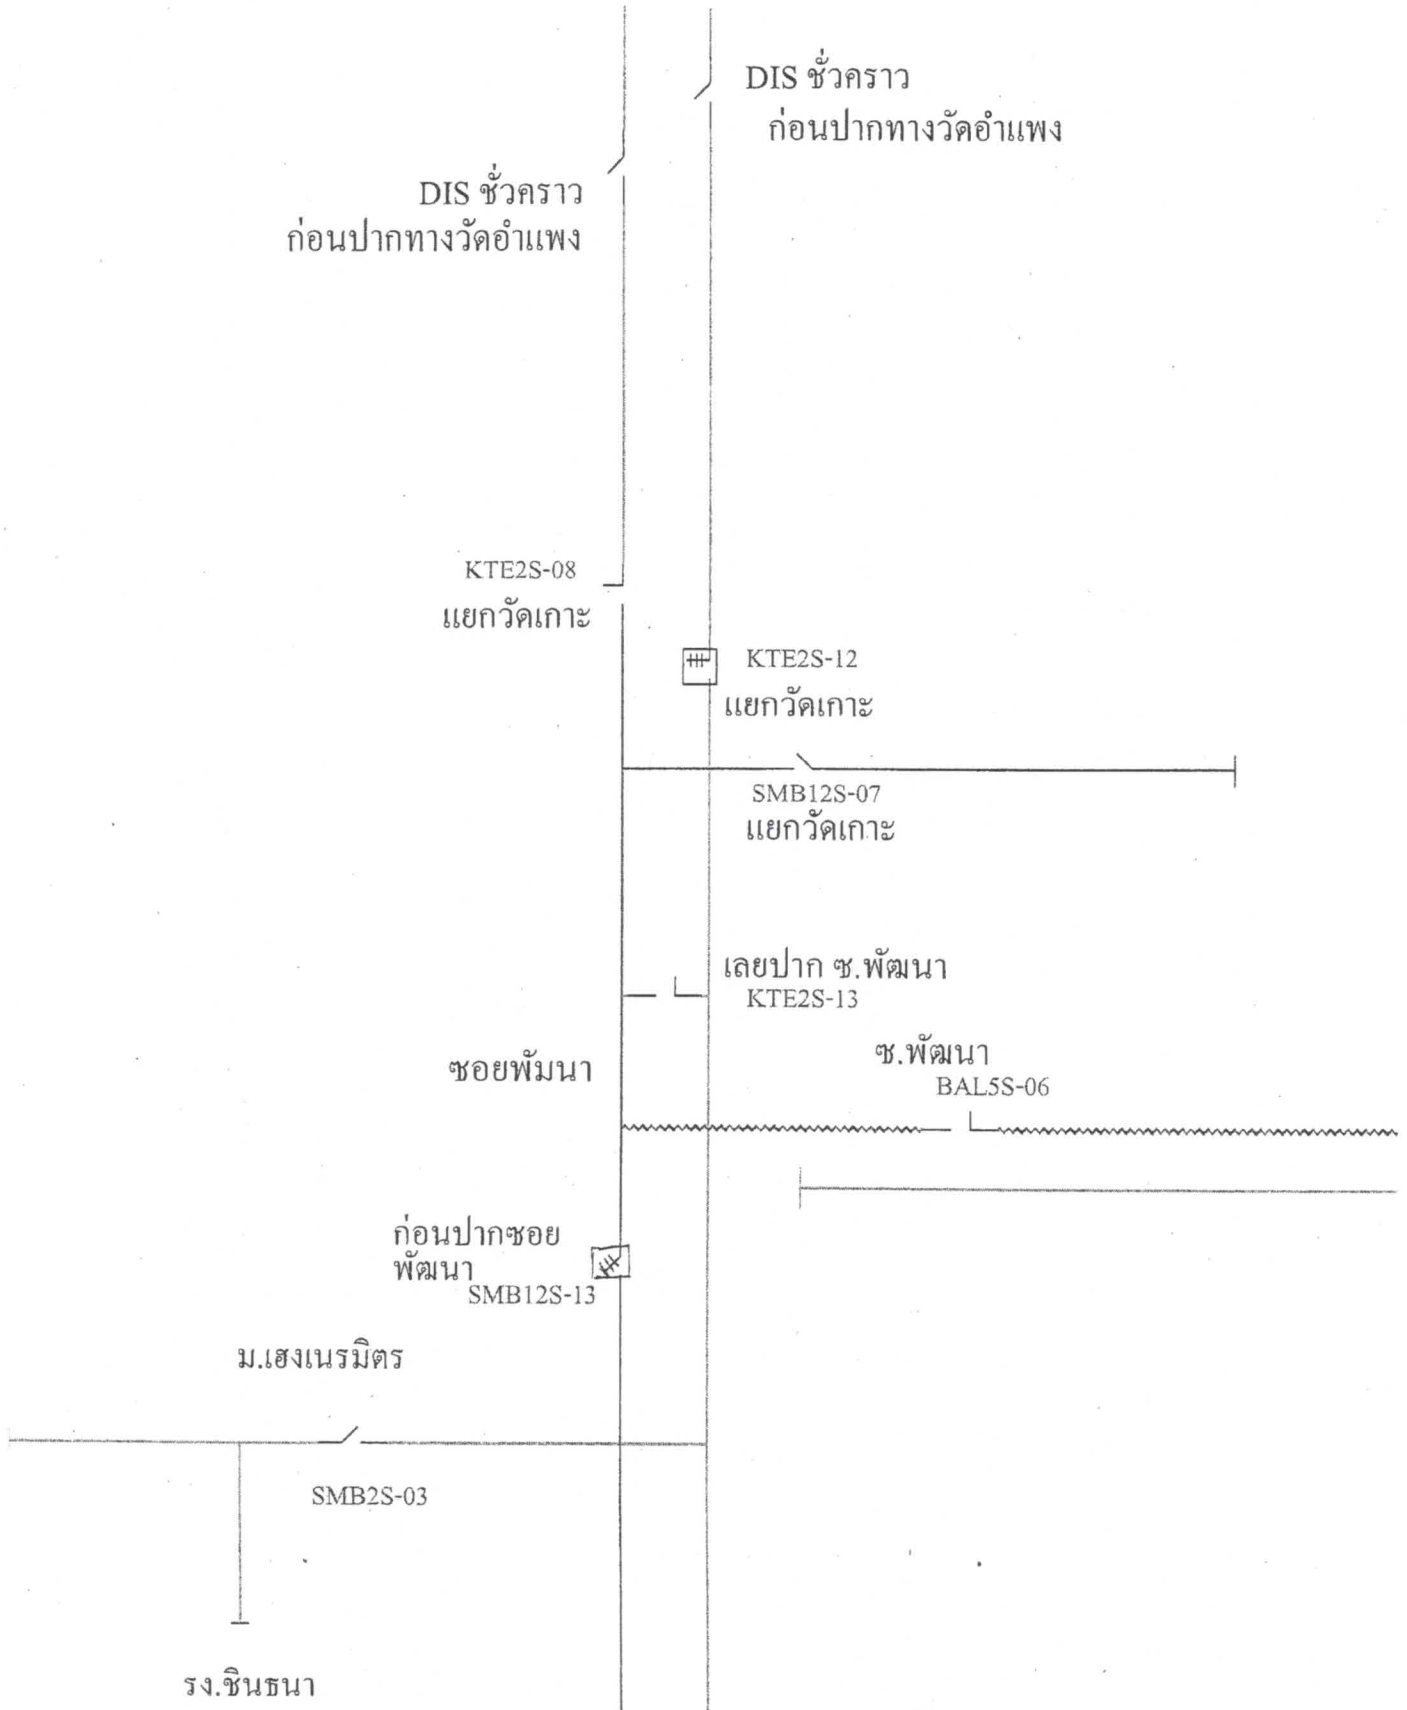 DIS ชั่วคราว
ก่อนปากทางวัดอำแพง
DIS ชั่วคราว
ก่อนปากทางวัดอำแพง
KTE2S-08
แยกวัดเกาะ
KTE2S-12
แยกวัดเกาะ
SMB12S-07
แยกวัดเกาะ
เลยปาก ซ.พัฒนา
KTE2S-13
ซ.พัฒนา
BAL5S-06
ซอยพัมนา
ก่อนปากซอย
พัฒนา
SMB12S-13
ม.เฮงเนรมิตร
SMB2S-03
รง.ชินธนา